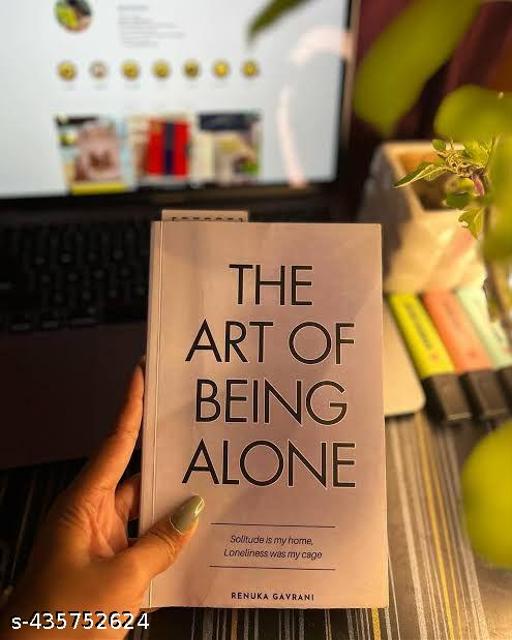 THE
ART OF
BEING
ALONE
Solitude is my home,
Loneliness was my cage
RENUKA GAVRANI
s-435752624